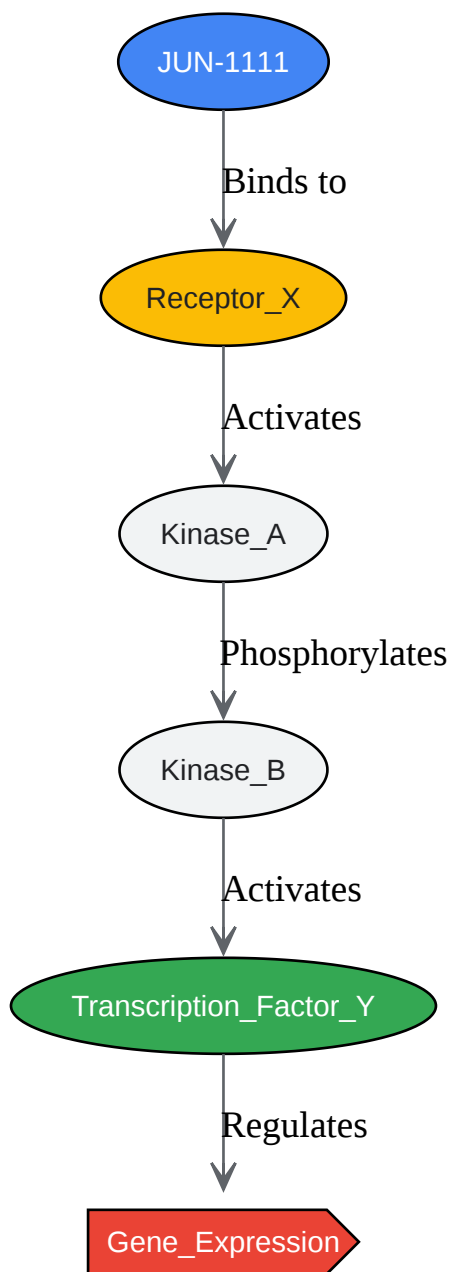 JUN-1111
Binds to
Receptor_X
Activates
Kinase_A
Phosphorylates
Kinase_B
Activates
Transcription_Factor_Y
Regulates
Gene_Expression